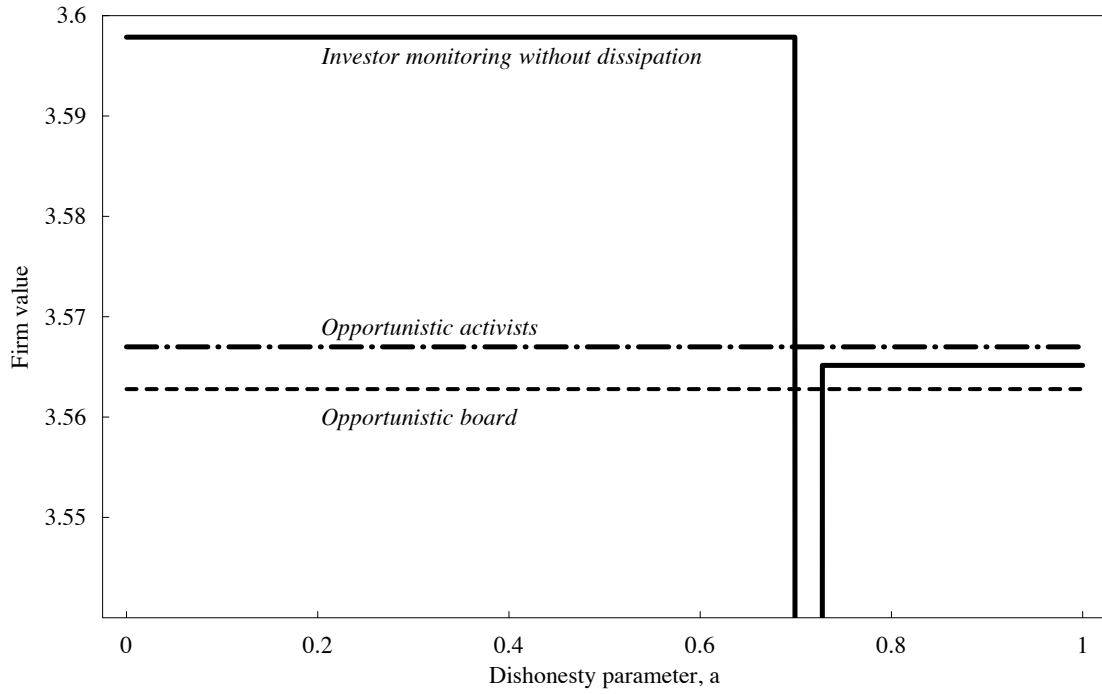 3.6
Investor monitoring without dissipation
3.59
3.58
Firm value
3.57
Opportunistic activists
3.56
Opportunistic board
3.55
0 0.2 0.4 0.6 0.8 1
Dishonesty parameter, a